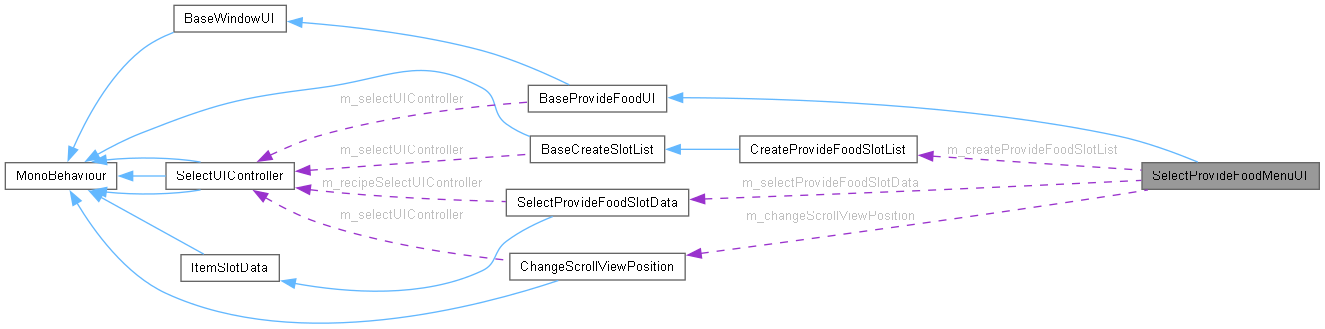 BaseWindowUI
m_selectUIController
BaseProvideFoodUI
m_selectUIController
BaseCreateSlotList
CreateProvideFoodSlotList
m_createProvideFoodSlotList
MonoBehaviour
SelectUIController
m_recipeSelectUIController
m_selectProvideFoodSlotData
SelectProvideFoodMenuUI
SelectProvideFoodSlotData
m_selectUIController
m_changeScrollViewPosition
ItemSlotData
ChangeScrollViewPosition